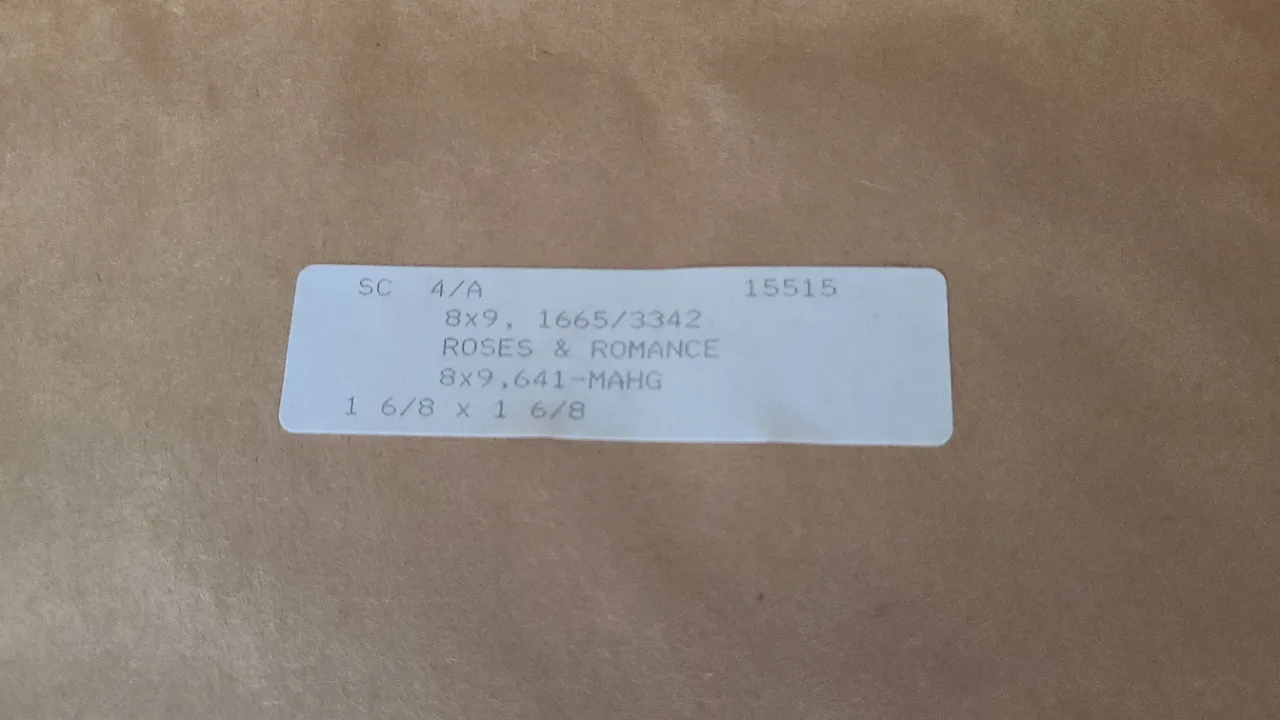 SC 4/A 15515
8x9, 1665/3342
ROSES & ROMANCE
8x9,641-MAHG
1 6/8 x 1 6/8